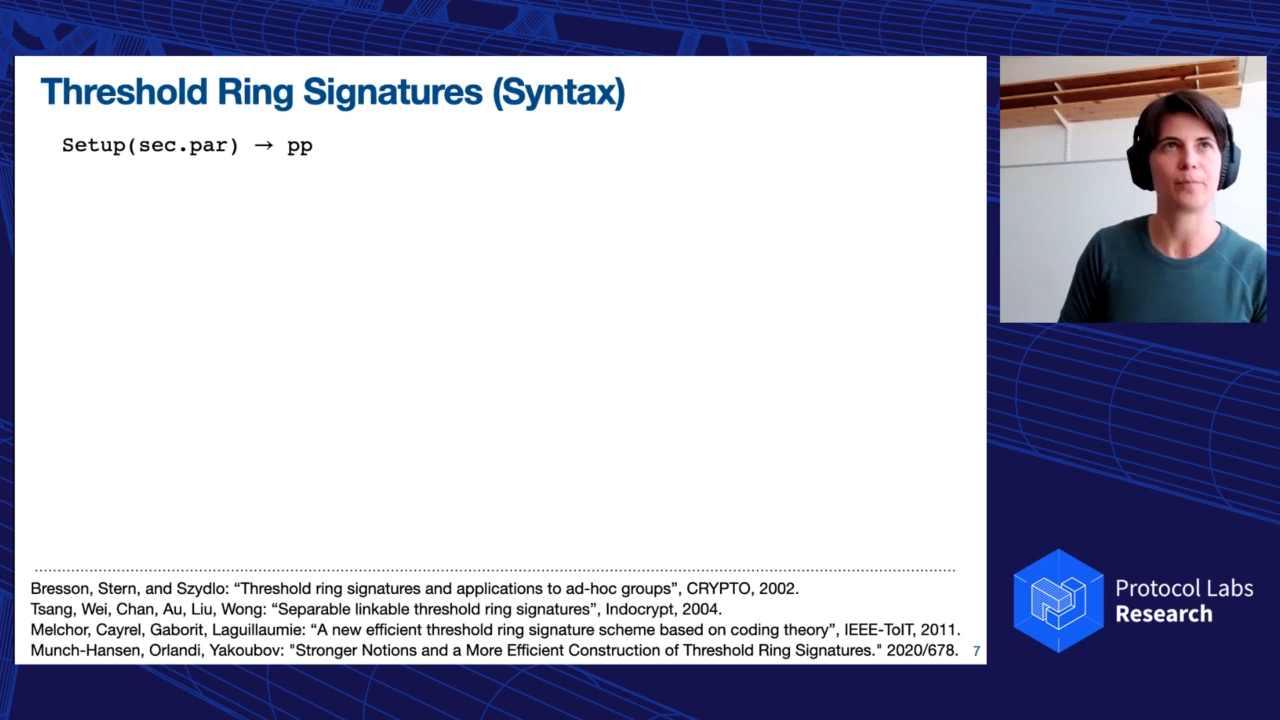 Threshold Ring Signatures (Syntax)
Setup(sec.par) → pp
Bresson, Stern, and Szydlo: “Threshold ring signatures and applications to ad-hoc groups”, CRYPTO, 2002.
Tsang, Wei, Chan, Au, Liu, Wong: “Separable linkable threshold ring signatures”, Indocrypt, 2004.
Melchor, Cayrel, Gaborit, Laguillaumie: “A new efficient threshold ring signature scheme based on coding theory”, IEEE-ToIT, 2011.
Munch-Hansen, Orlandi, Yakoubov: "Stronger Notions and a More Efficient Construction of Threshold Ring Signatures." 2020/678.
7
Protocol Labs
Research